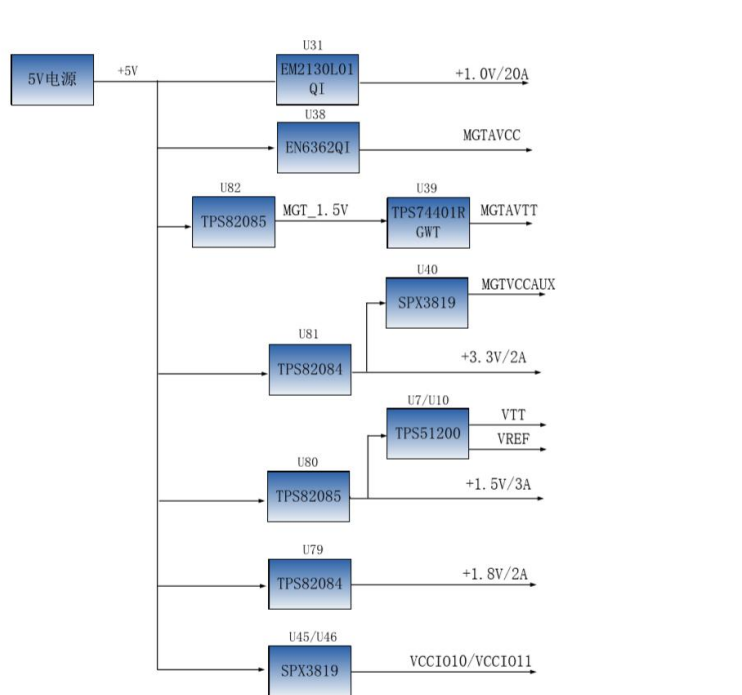 U31
5V电源
+5V
EM2130L01
QI
+1.0V/20A
U38
EN6362QI
MGTAVCC
U82
TPS82085
MGT_1.5V
U39
TPS74401R
GWT
MGTAVTT
U40
SPX3819
MGTVCCAUX
U81
TPS82084
+3.3V/2A
U7/U10
TPS51200
VTT
VREF
U80
TPS82085
+1.5V/3A
U79
TPS82084
+1.8V/2A
U45/U46
SPX3819
VCCIO10/VCCIO11